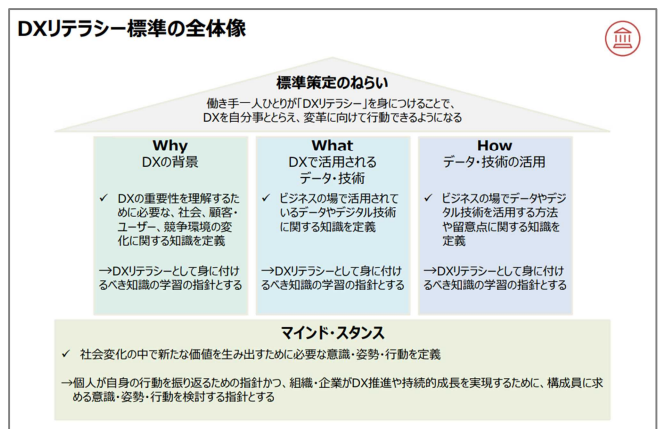 DXリテラシー標準の全体像
標準策定のねらい
働き手一人ひとりが「DXリテラシー」を身につけることで、
DXを自分事ととらえ、変革に向けて行動できるようになる
Why
DXの背景
✓ DXの重要性を理解するた
めに必要な、社会、顧客・
ユーザー、競争環境の変
化に関する知識を定義
→DXリテラシーとして身に付け
るべき知識の学習の指針とする
What
DXで活用される
データ・技術
✓ ビジネスの場で活用されて
いるデータやデジタル技術
に関する知識を定義
→DXリテラシーとして身に付け
るべき知識の学習の指針とする
How
データ・技術の活用
✓ ビジネスの場でデータやデジ
タル技術を活用する方法
や留意点に関する知識を
定義
→DXリテラシーとして身に付け
るべき知識の学習の指針とする
マインド・スタンス
✓ 社会変化の中で新たな価値を生み出すために必要な意識・姿勢・行動を定義
→個人が自身の行動を振り返るための指針かつ、組織・企業がDX推進や持続的成長を実現するために、構成員に求
める意識・姿勢・行動を検討する指針とする